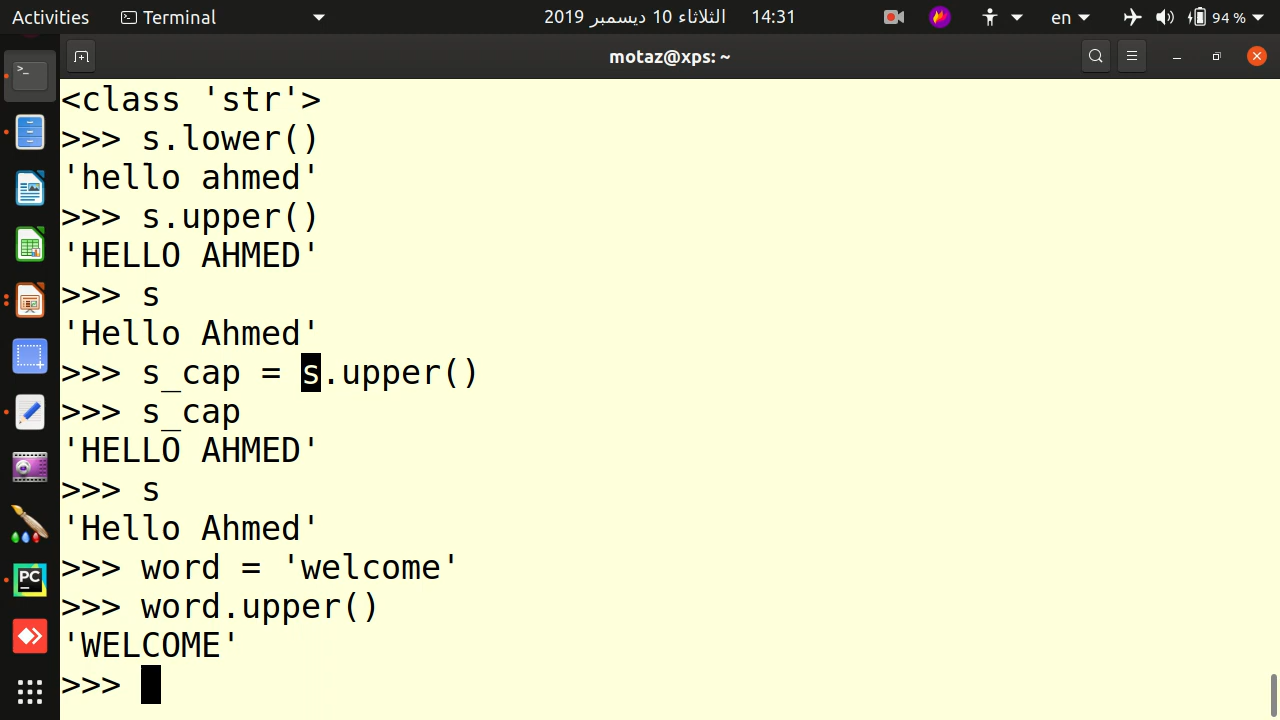 Activities Terminal الثلاثاء 10 ديسمبر 2019 14:31 en 94 %
motaz@xps: ~
<class 'str'>
>>> s.lower()
'hello ahmed'
>>> s.upper()
'HELLO AHMED'
>>> s
'Hello Ahmed'
>>> s_cap = s.upper()
>>> s_cap
'HELLO AHMED'
>>> s
'Hello Ahmed'
>>> word = 'welcome'
>>> word.upper()
'WELCOME'
>>>
PC